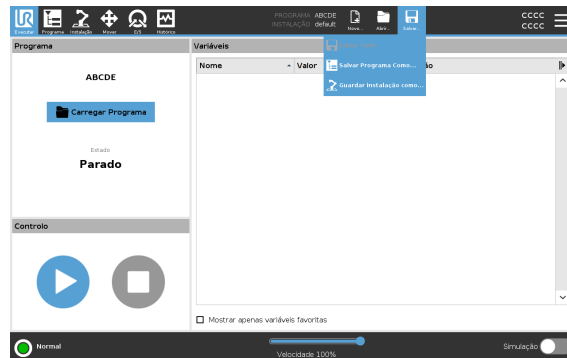 UR
PROGRAMA ABCDE
INSTALAÇÃO default
CCCC
CCCC
Executar
Programa
Instalação
Mover
E/S
Histórico
Novo...
Abrir...
Salvar...
Programa
Variáveis
Salvar Programa Como...
Guardar Instalação como...
Nome
Valor
ão
ABCDE
Carregar Programa
Estado
Parado
Controlo
Mostrar apenas variáveis favoritas
Normal
Velocidade 100%
Simulação